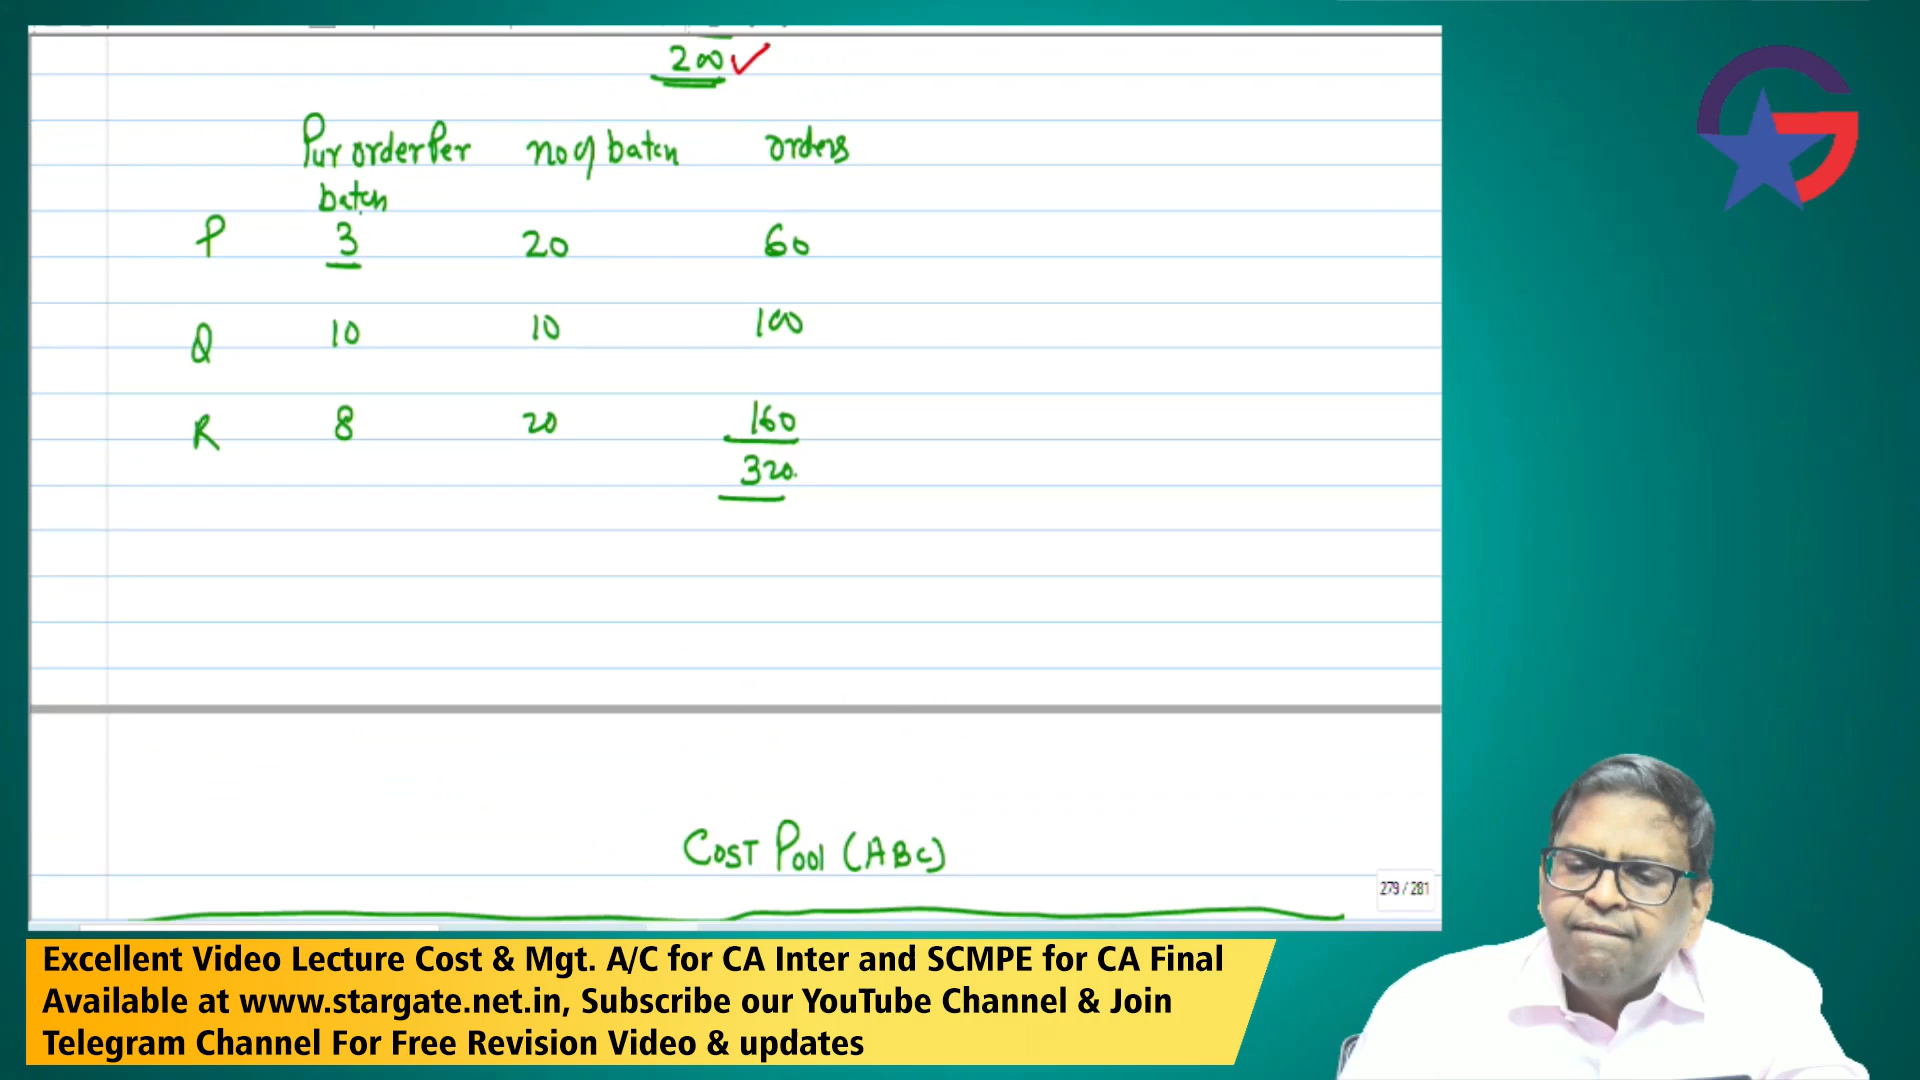 200 ✓
Pur order Per no of batch orders
batch
P 3 20 60
Q 10 10 100
R 8 20 160
320
COST POOL (ABC)
279 / 281
Excellent Video Lecture Cost & Mgt. A/C for CA Inter and SCMPE for CA Final
Available at www.stargate.net.in, Subscribe our YouTube Channel & Join
Telegram Channel For Free Revision Video & updates